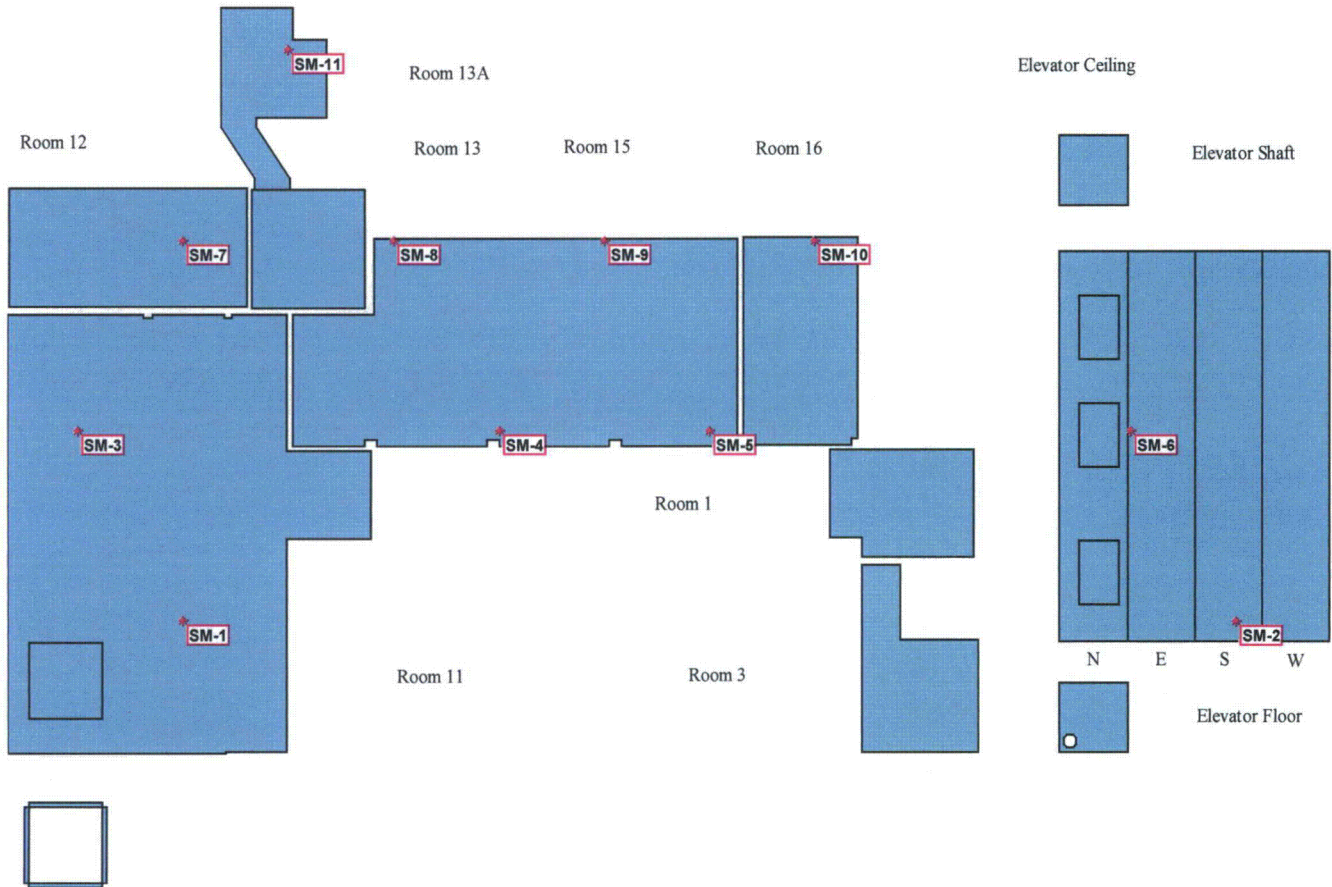 SM-11
Room 13A
Elevator Ceiling
Room 12
Room 13
Room 15
Room 16
Elevator Shaft
SM-7
SM-8
SM-9
SM-10
SM-3
SM-4
SM-5
SM-6
Room 1
SM-1
SM-2
N E S W
Room 11
Room 3
Elevator Floor